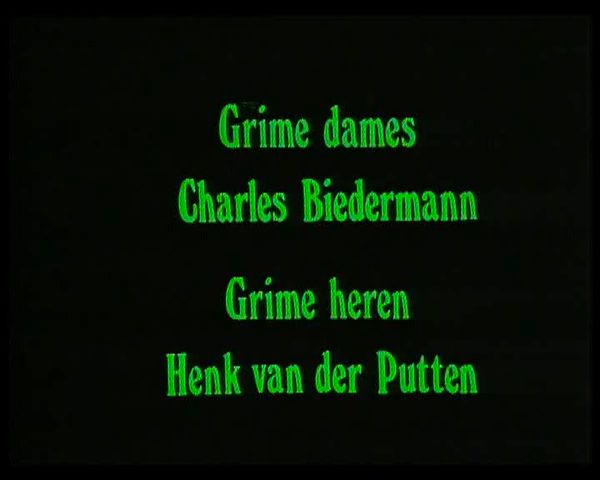 Grime dames
Charles Biedermann
Grime heren
Henk van der Putten